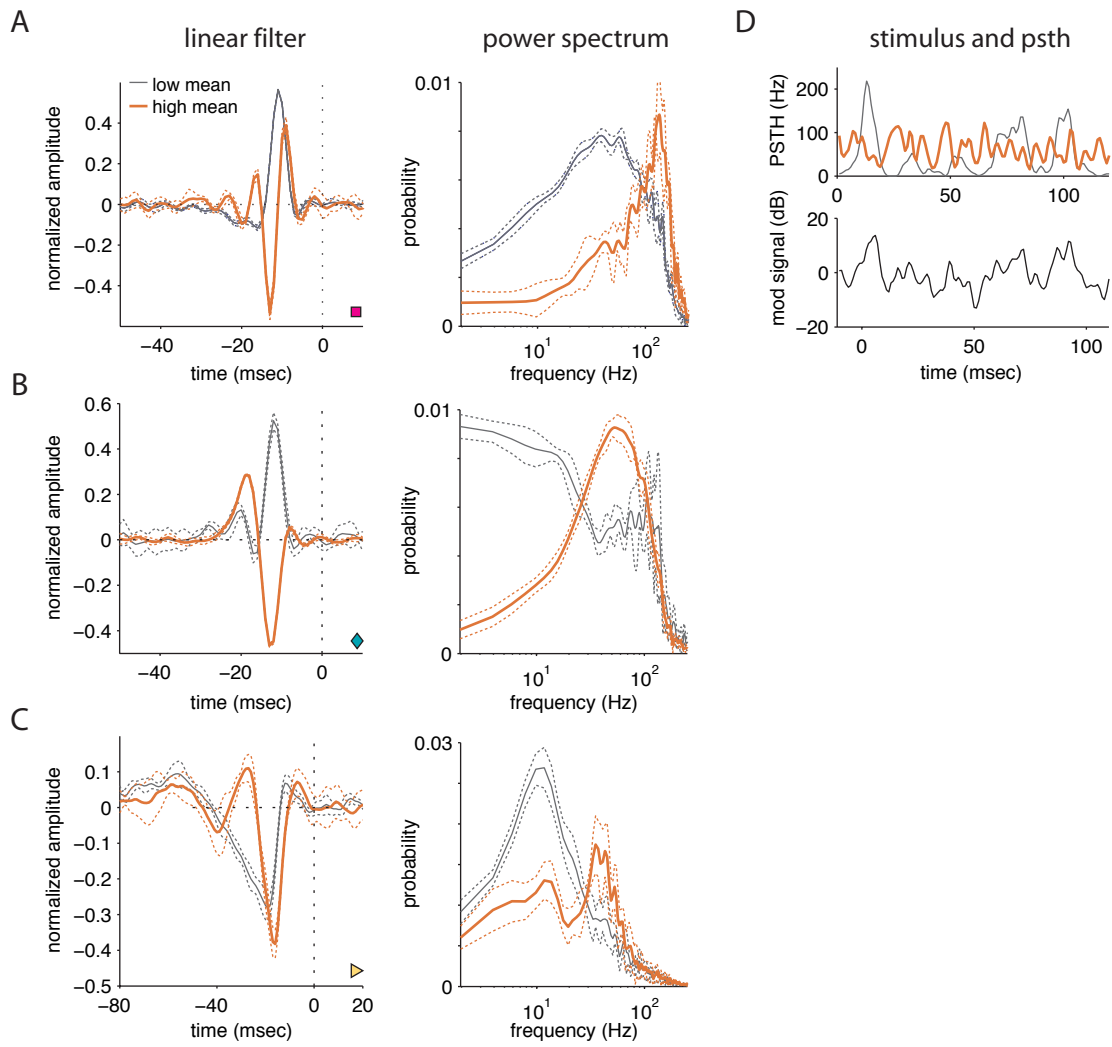 A
linear filter
power spectrum
D
stimulus and psth
low mean
high mean
normalized amplitude
0.4
0.2
0
−0.2
−0.4
−40
−20
0
time (msec)
probability
0.01
0
10^1
10^2
frequency (Hz)
PSTH (Hz)
200
100
0
0
50
100
mod signal (dB)
20
0
−20
0
50
100
time (msec)
B
normalized amplitude
0.6
0.4
0.2
0
−0.2
−0.4
−40
−20
0
time (msec)
probability
0.01
0
10^1
10^2
frequency (Hz)
C
normalized amplitude
0.1
0
−0.1
−0.2
−0.3
−0.4
−0.5
−80
−40
0
20
time (msec)
probability
0.03
0
10^1
10^2
frequency (Hz)